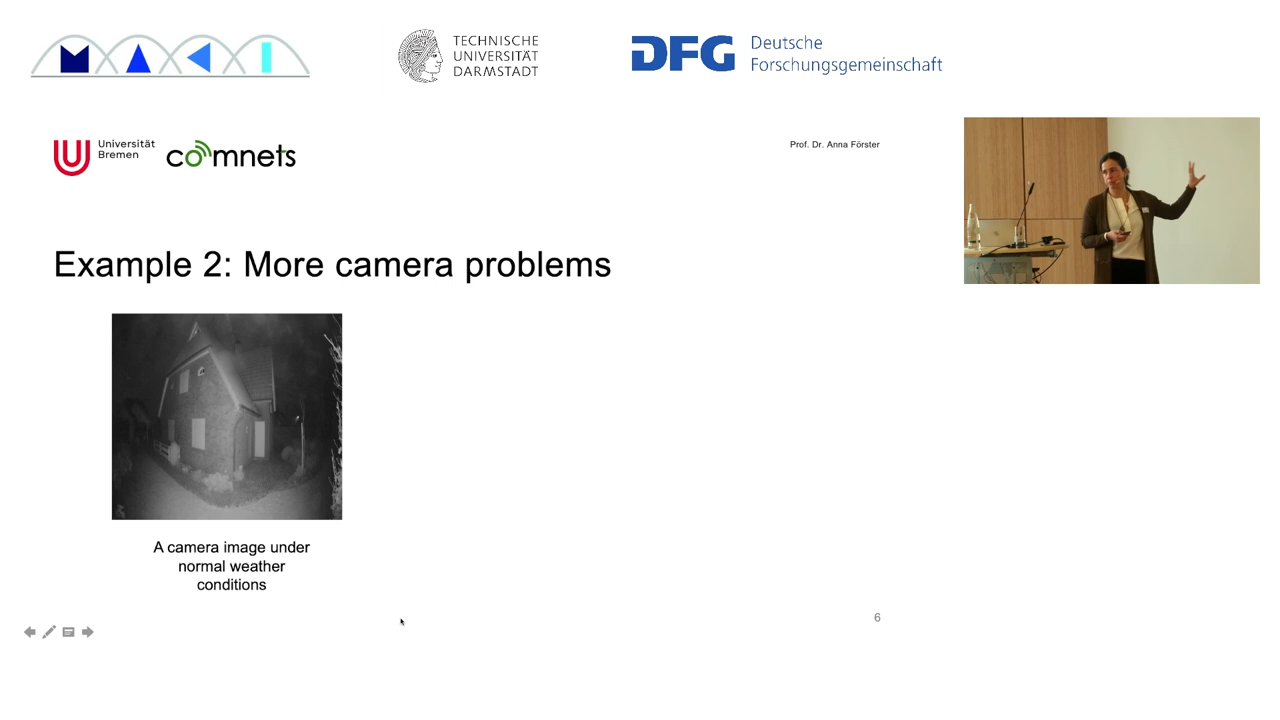 MAKI
TECHNISCHE
UNIVERSITÄT
DARMSTADT
DFG
Deutsche
Forschungsgemeinschaft
Universität
Bremen
comnets
Prof. Dr. Anna Förster
Example 2: More camera problems
A camera image under
normal weather
conditions
6